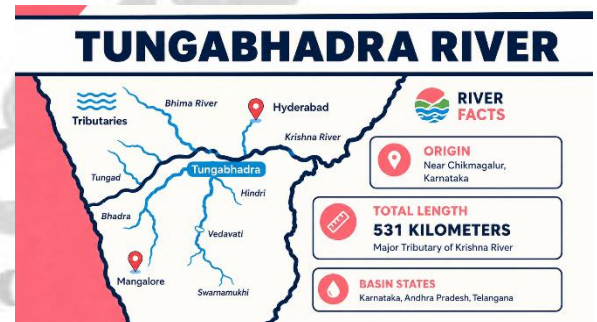 TUNGABHADRA RIVER
Tributaries
Bhima River
Hyderabad
Krishna River
Tungad
Tungabhadra
Hindri
Bhadra
Vedavati
Mangalore
Swarnamukhi
RIVER
FACTS
ORIGIN
Near Chikmagalur,
Karnataka
TOTAL LENGTH
531 KILOMETERS
Major Tributary of Krishna River
BASIN STATES
Karnataka, Andhra Pradesh, Telangana